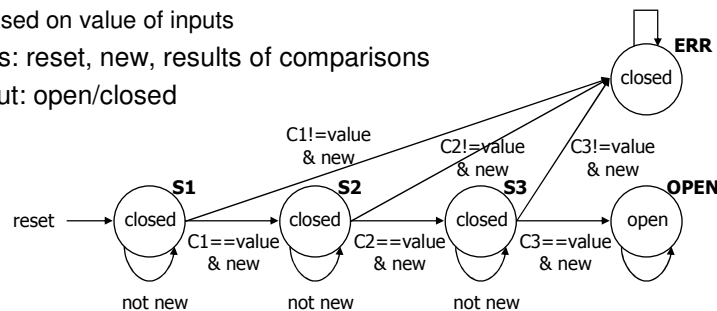 sed on value of inputs
s: reset, new, results of comparisons
ut: open/closed
ERR
closed
C1!=value
& new
C2!=value
& new
C3!=value
& new
S1
S2
S3
OPEN
reset
closed
closed
closed
open
C1==value
& new
C2==value
& new
C3==value
& new
not new
not new
not new